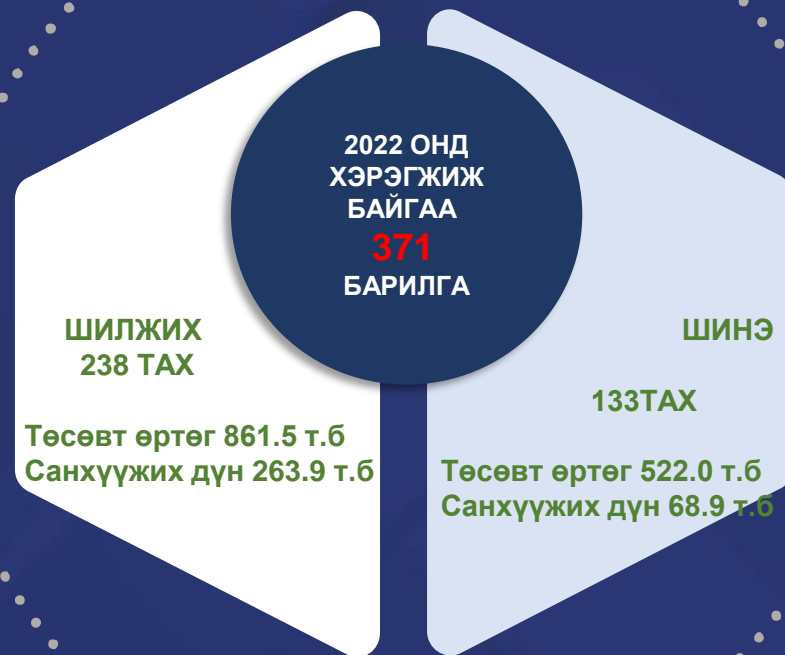 2022 ОНД
ХЭРЭГЖИЖ
БАЙГАА
371
БАРИЛГА
ШИЛЖИХ
238 ТАХ
Төсөвт өртөг 861.5 т.б
Санхүүжих дүн 263.9 т.б
ШИНЭ
133ТАХ
Төсөвт өртөг 522.0 т.б
Санхүүжих дүн 68.9 т.б